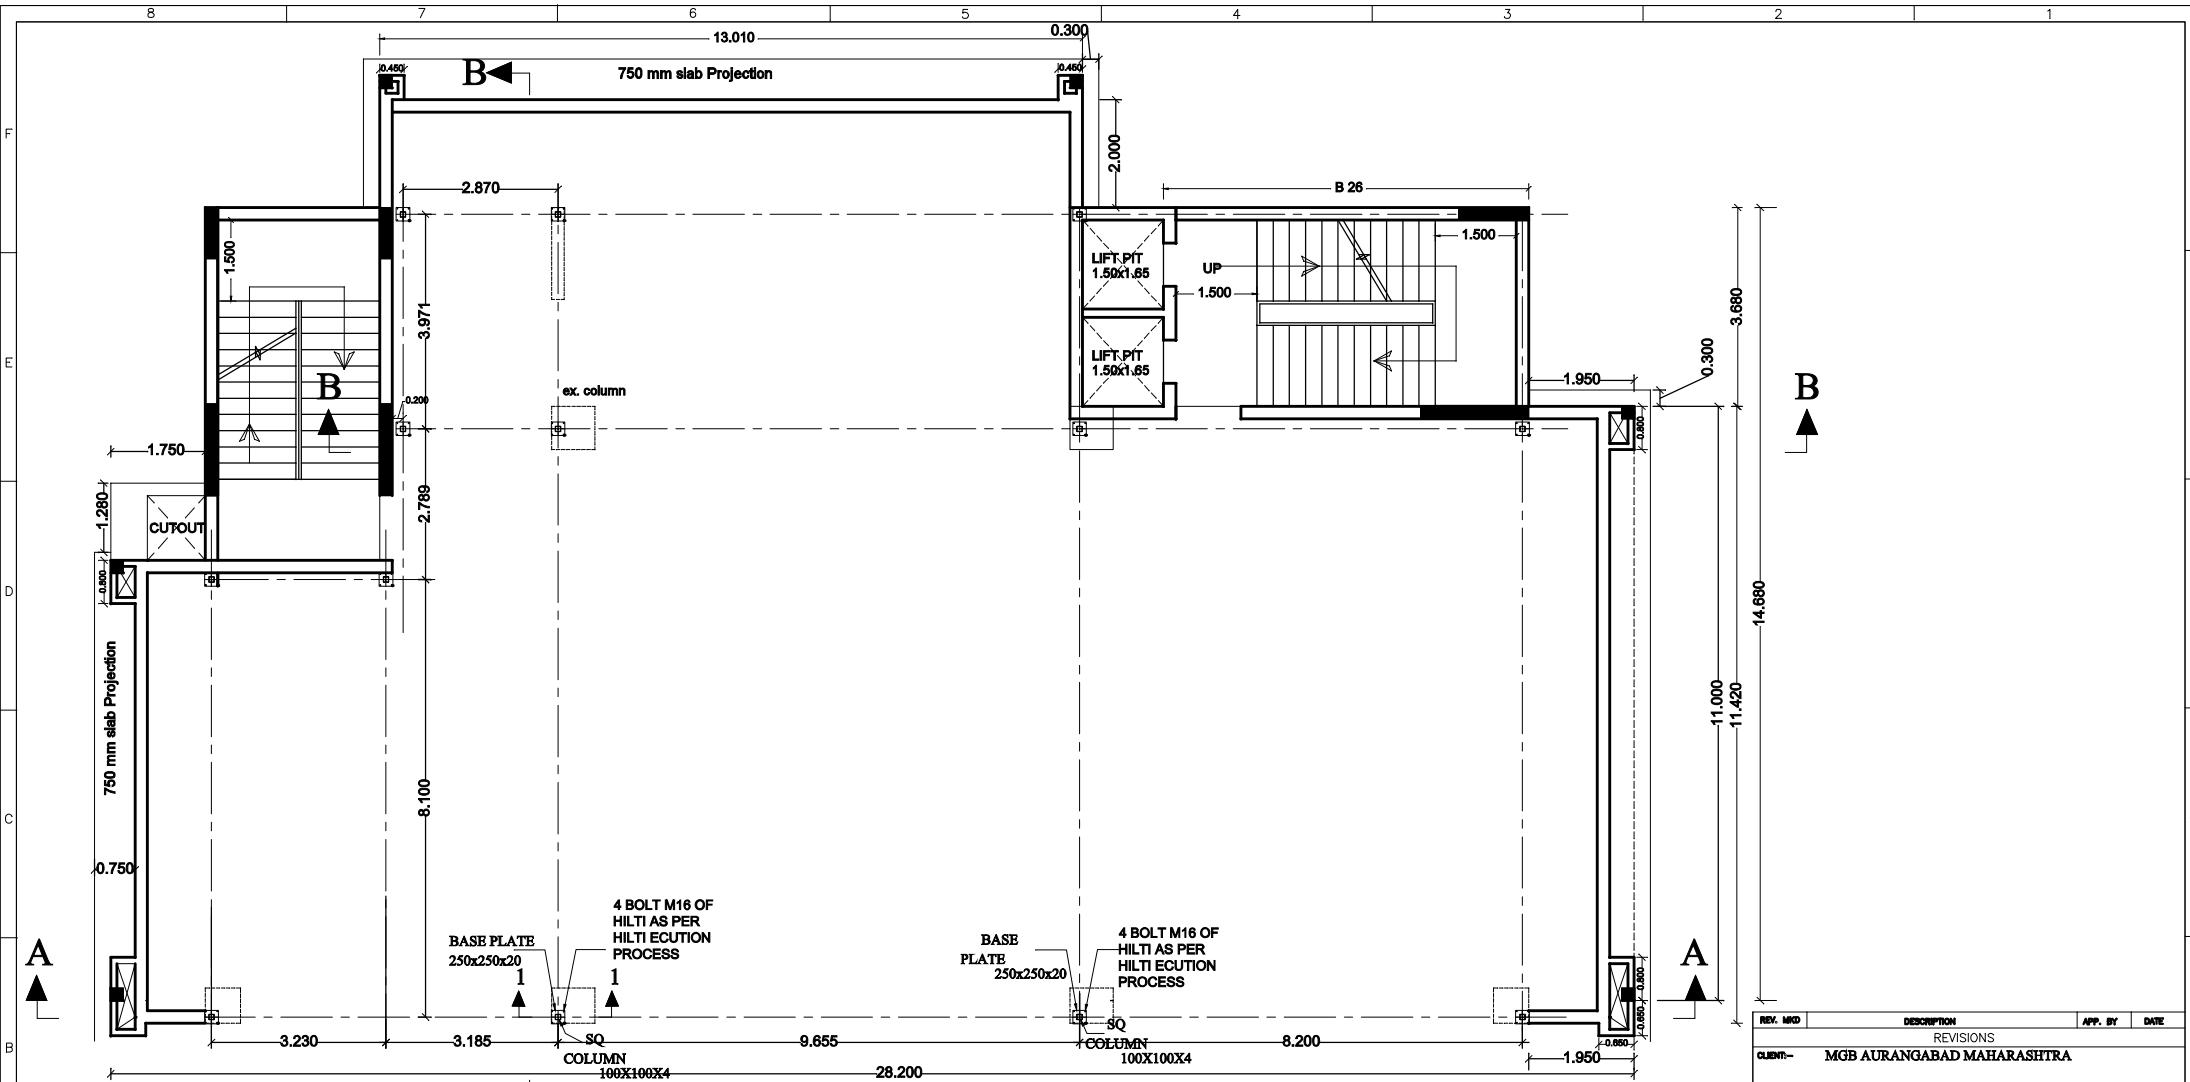 8 7 6 5 4 3 2 1
13.010
0.300
B
750 mm slab Projection
0.450
0.450
F
2.000
2.870
B 26
1.500
1.500
LIFT PIT
1.50x1.65
UP
1.500
3.971
3.680
E
LIFT PIT
1.50x1.65
0.300
B
ex. column
1.950
B
0.200
0.800
1.750
1.280
2.789
CUTOUT
D
0.800
14.680
750 mm slab Projection
11.000
11.420
8.100
C
0.750
4 BOLT M16 OF
HILTI AS PER
HILTI ECUTION
PROCESS
BASE PLATE
250x250x20
1
1
BASE
PLATE
250x250x20
4 BOLT M16 OF
HILTI AS PER
HILTI ECUTION
PROCESS
A
A
0.800
0.650
0.650
SQ
COLUMN
100X100X4
SQ
COLUMN
100X100X4
B
3.230
3.185
9.655
8.200
1.950
28.200
REV. MKD DESCRIPTION APP. BY DATE
REVISIONS
CLIENT:-- MGB AURANGABAD MAHARASHTRA